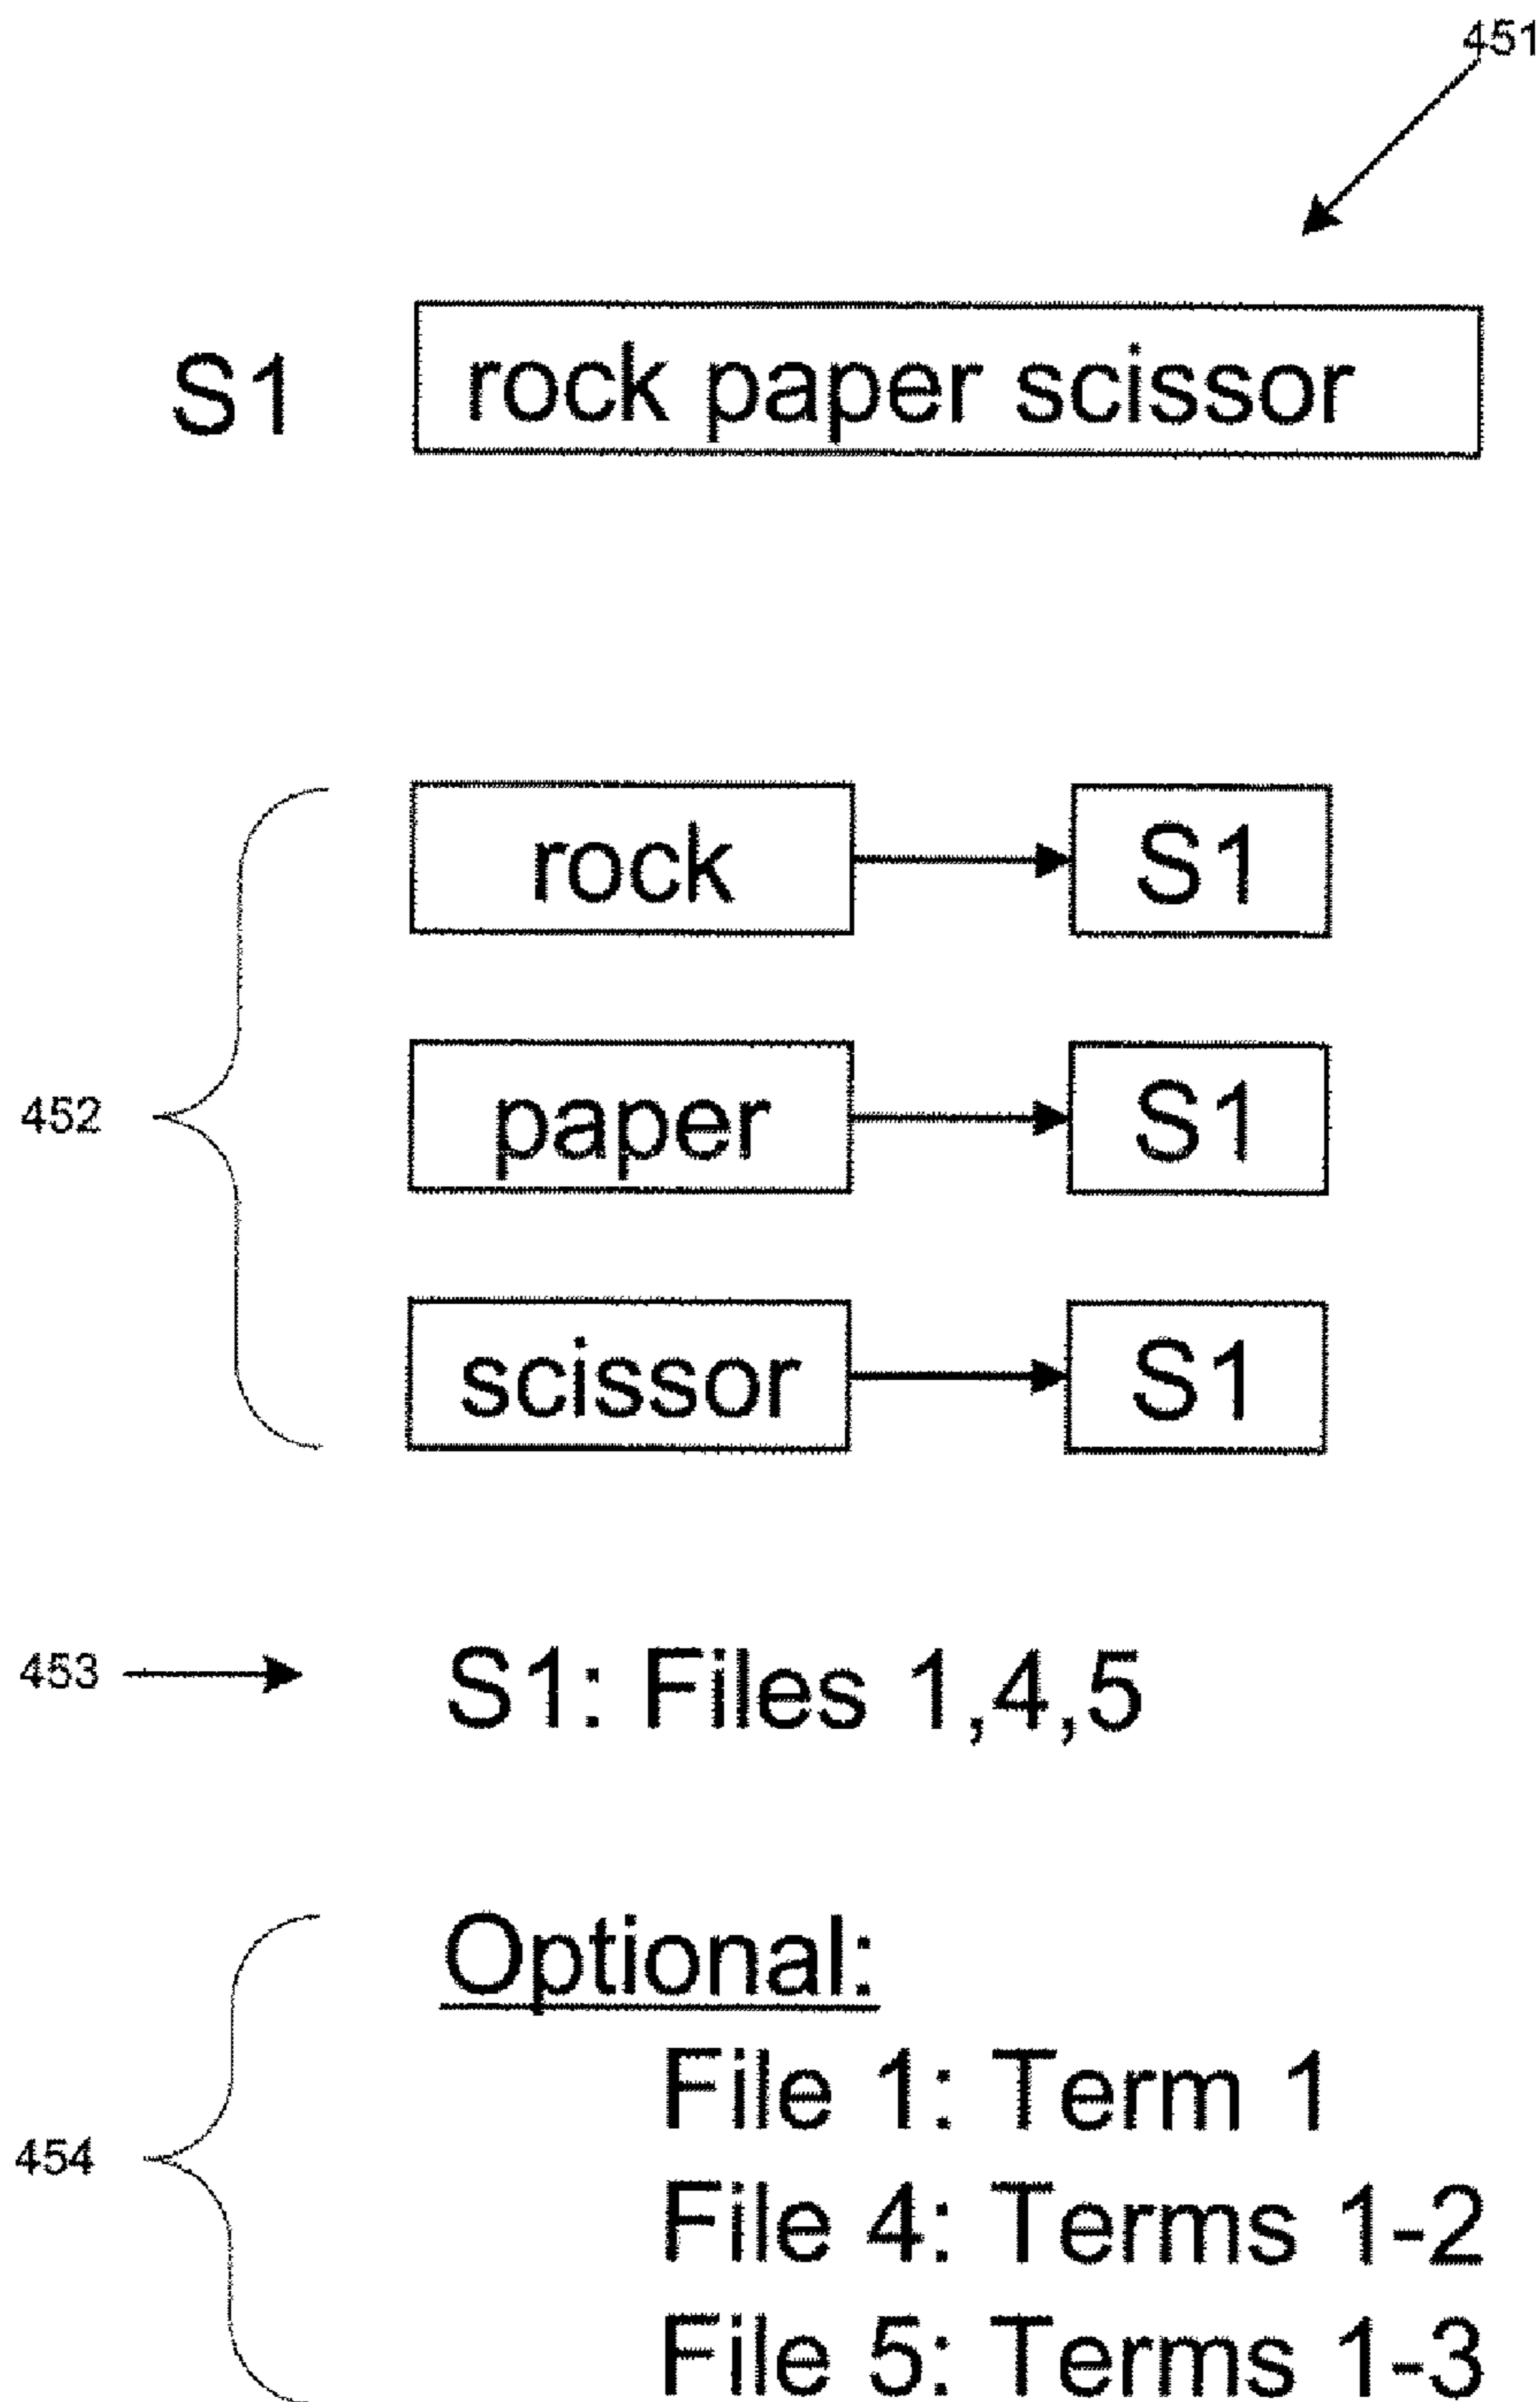 451
S1 rock paper scissor
rock S1
452 paper S1
scissor S1
453 S1: Files 1,4,5
Optional:
File 1: Term 1
454 File 4: Terms 1-2
File 5: Terms 1-3